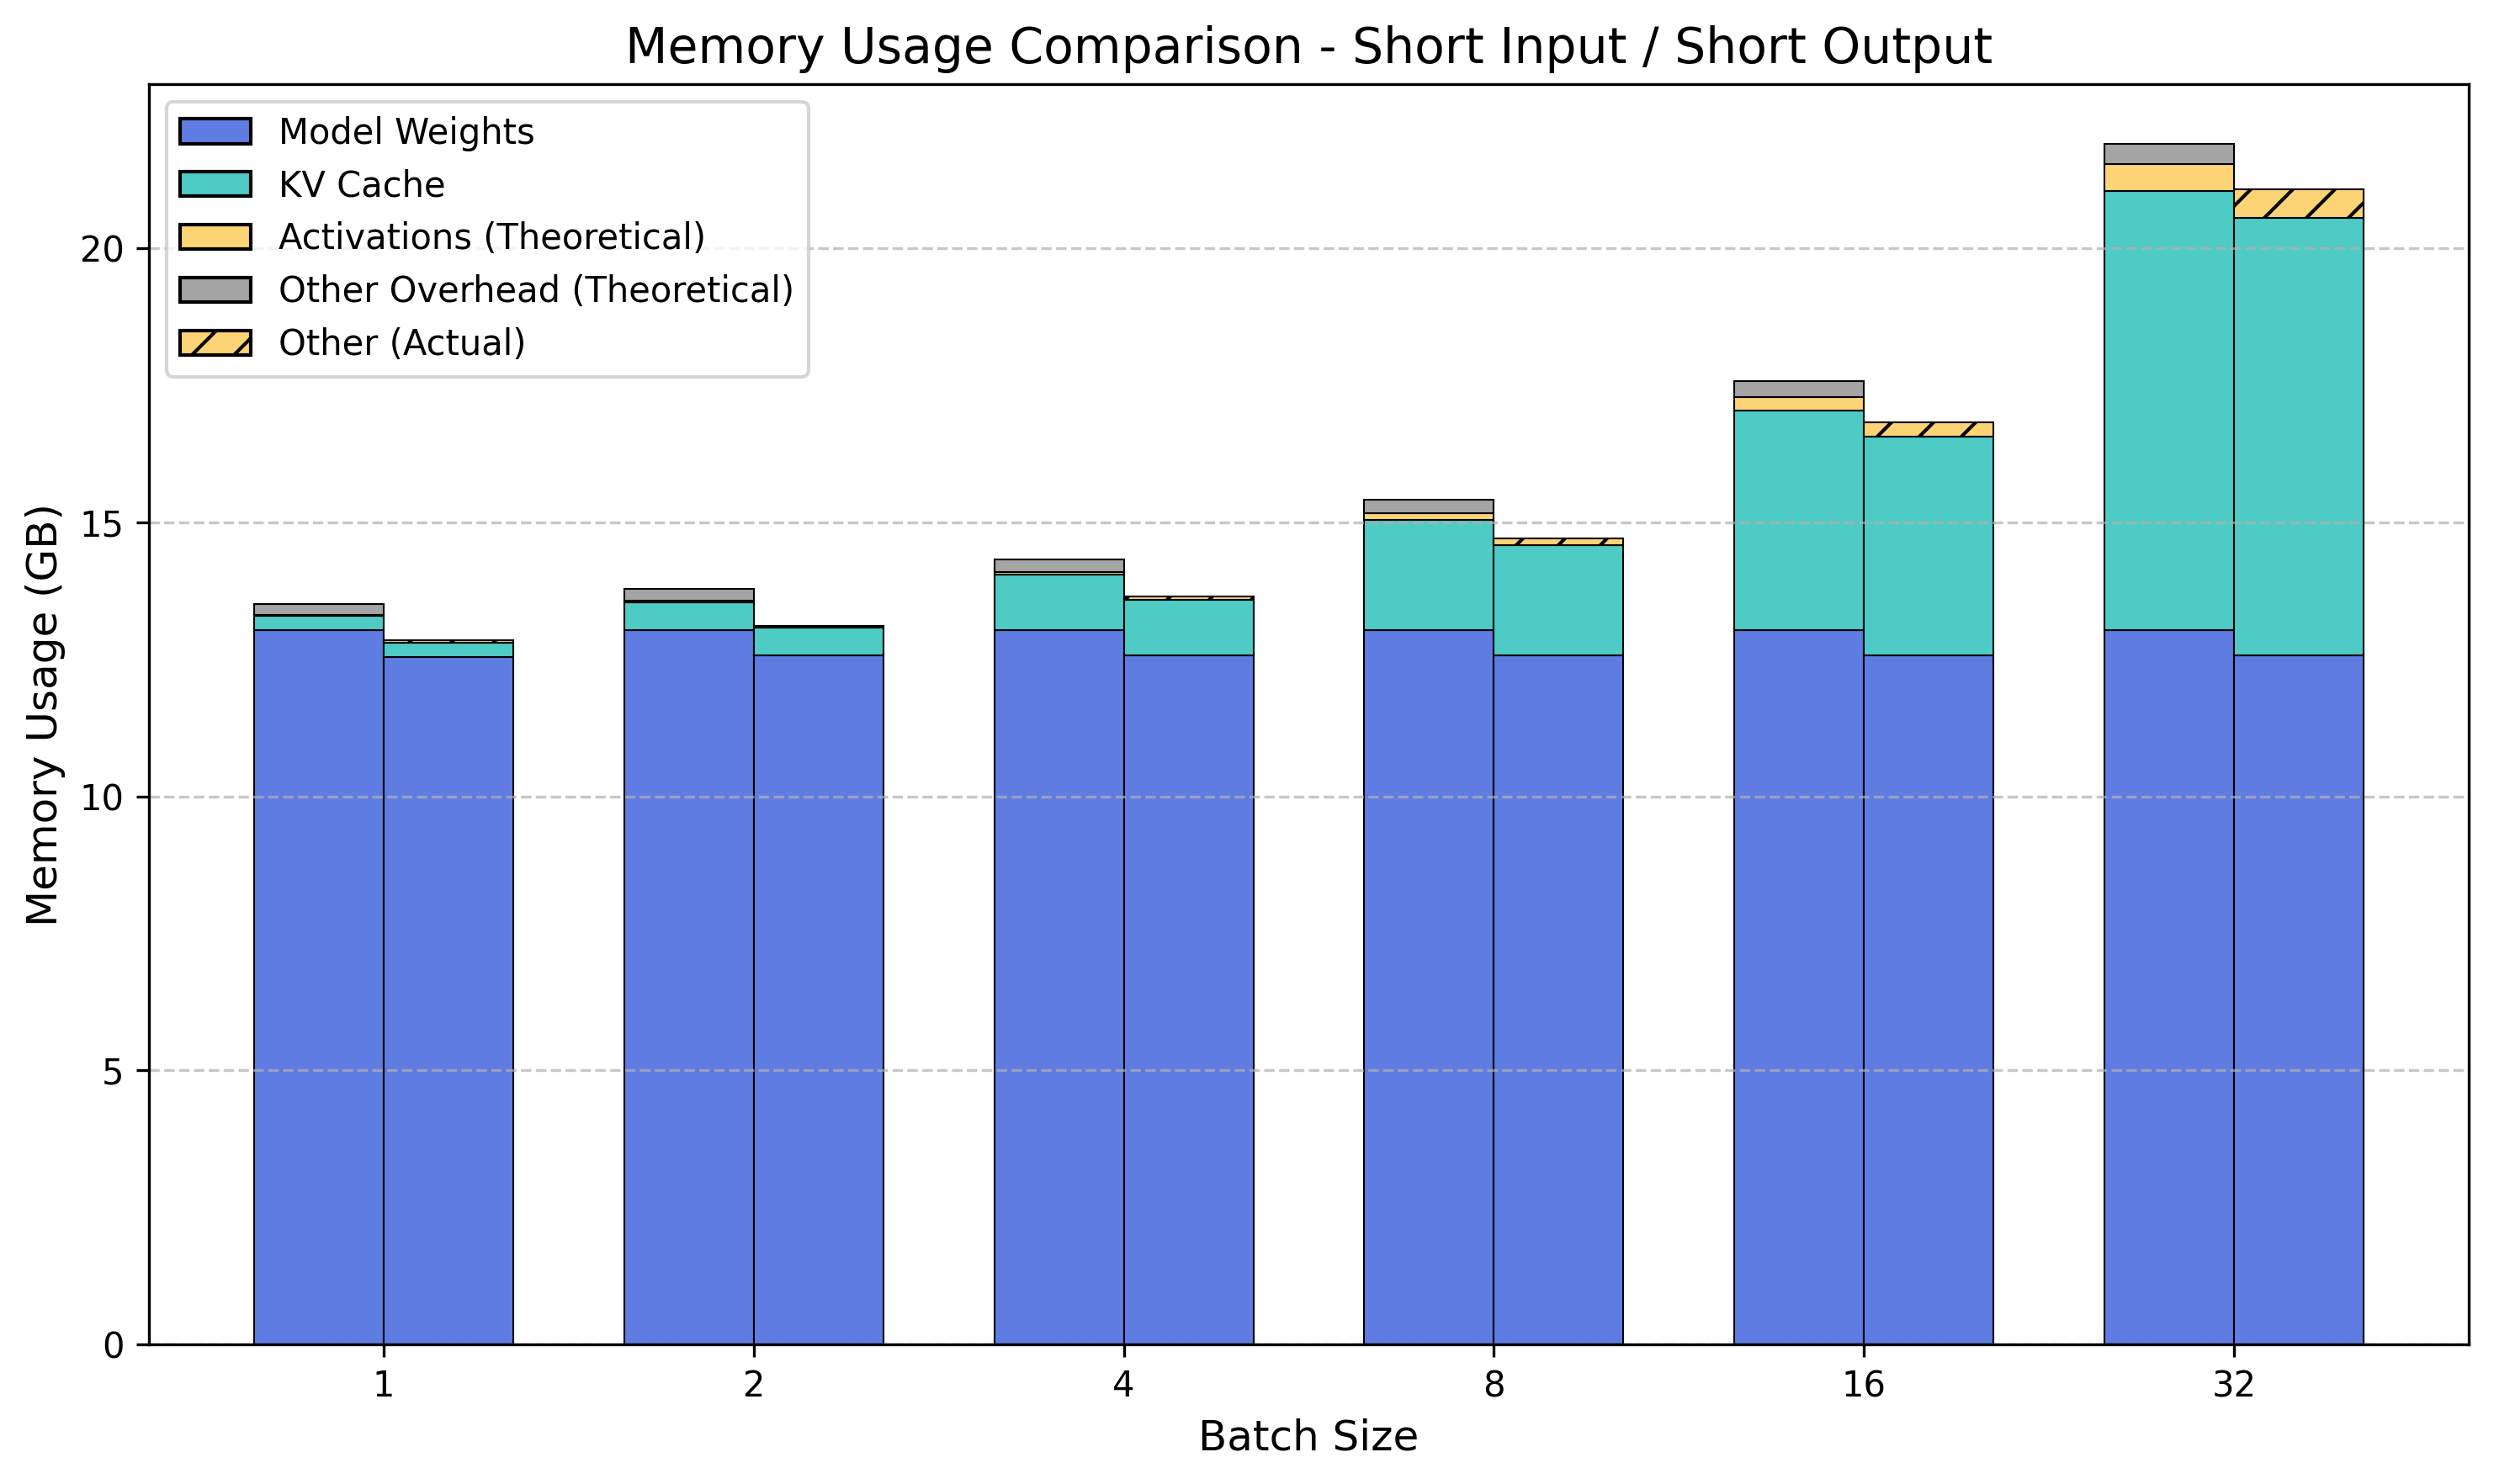 Memory Usage Comparison - Short Input / Short Output
Model Weights
KV Cache
Activations (Theoretical)
Other Overhead (Theoretical)
Other (Actual)
Memory Usage (GB)
20
15
10
5
0
1 2 4 8 16 32
Batch Size